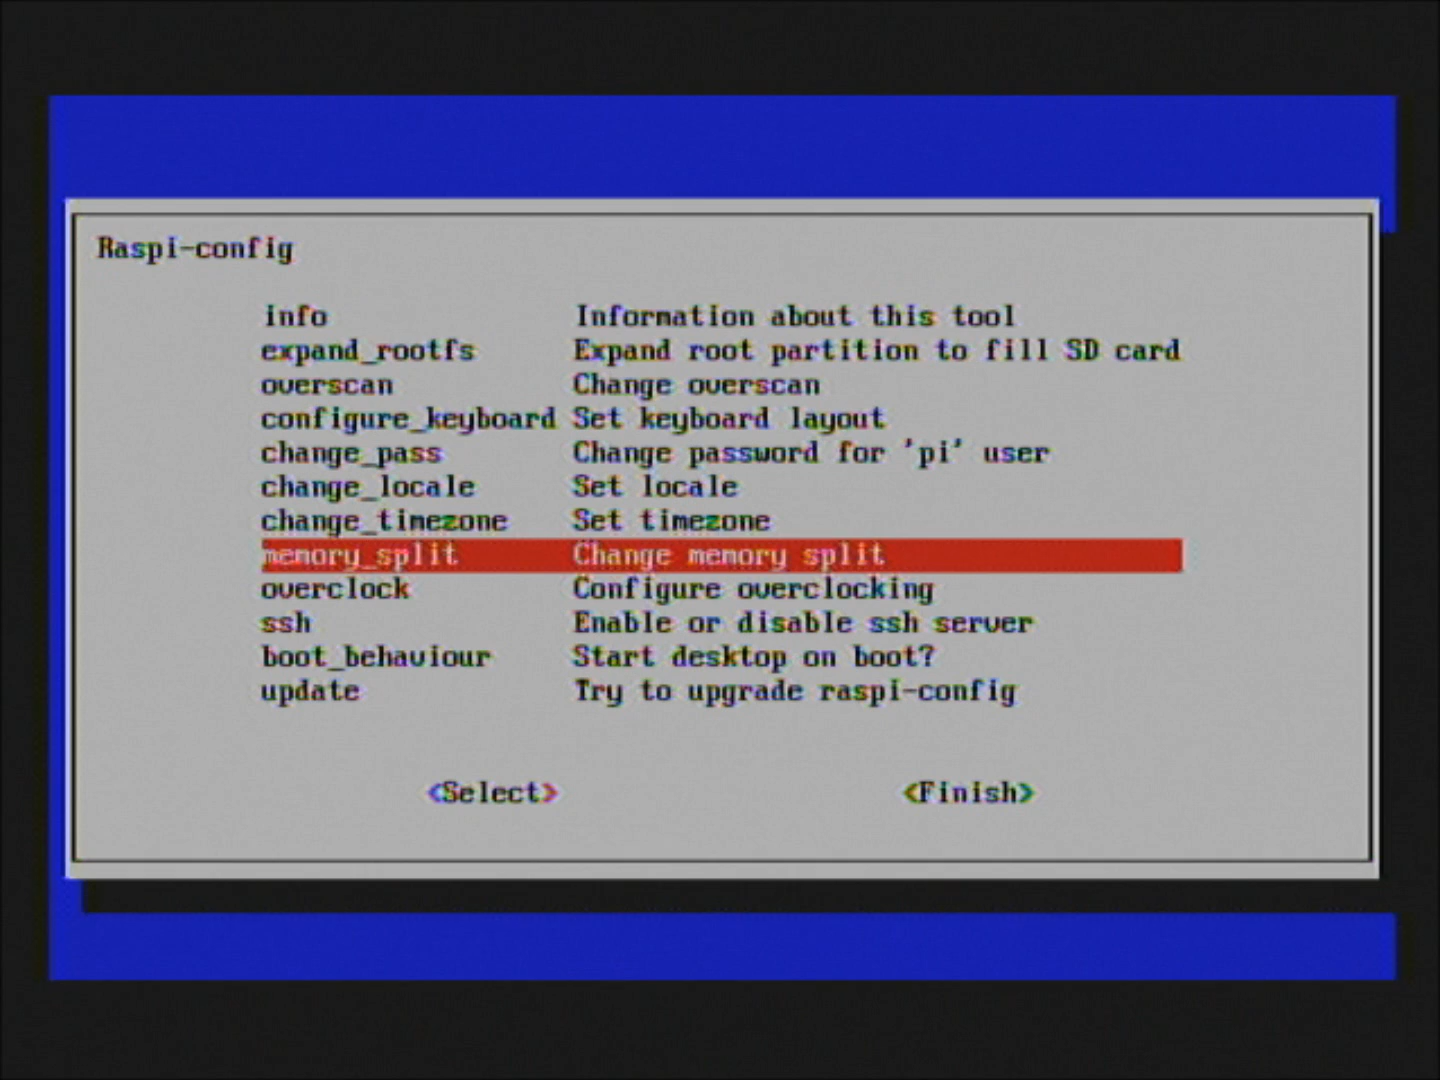 Raspi-config
info Information about this tool
expand_rootfs Expand root partition to fill SD card
overscan Change overscan
configure_keyboard Set keyboard layout
change_pass Change password for 'pi' user
change_locale Set locale
change_timezone Set timezone
memory_split Change memory split
overclock Configure overclocking
ssh Enable or disable ssh server
boot_behaviour Start desktop on boot?
update Try to upgrade raspi-config
<Select> <Finish>